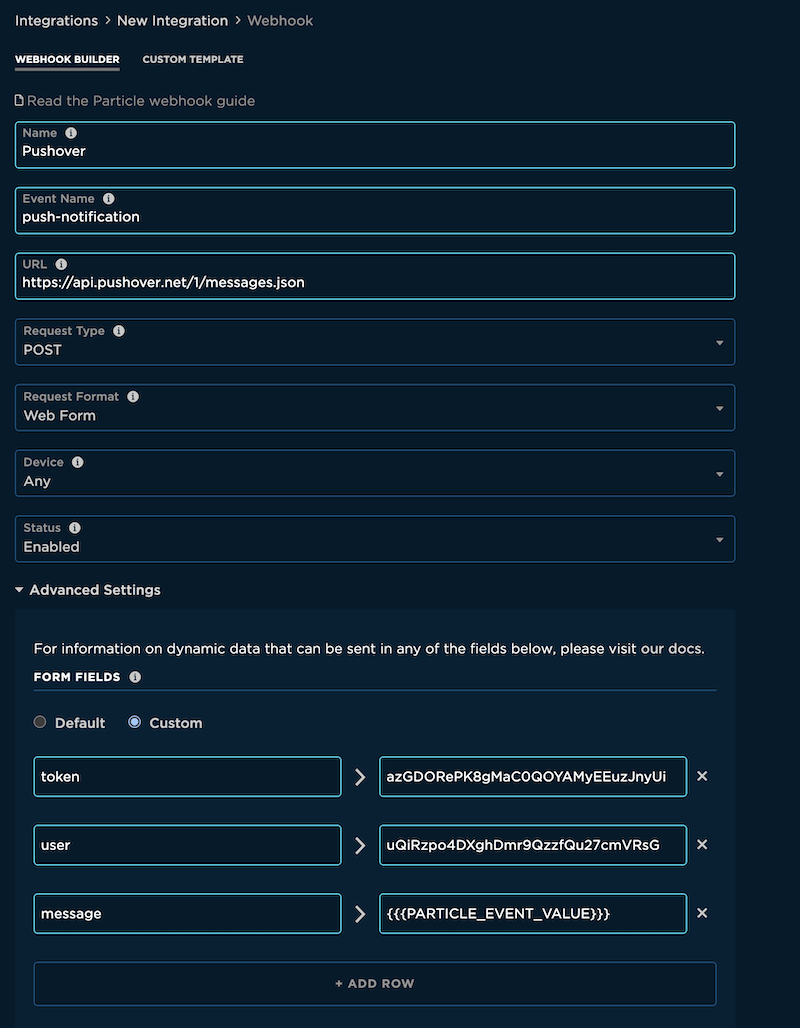 Integrations > New Integration > Webhook
WEBHOOK BUILDER CUSTOM TEMPLATE
Read the Particle webhook guide
Name
Pushover
Event Name
push-notification
URL
https://api.pushover.net/1/messages.json
Request Type
POST
Request Format
Web Form
Device
Any
Status
Enabled
Advanced Settings
For information on dynamic data that can be sent in any of the fields below, please visit our docs.
FORM FIELDS
Default Custom
token > azGDORePK8gMaC0QOYAMyEEuzJnyUi ×
user > uQiRzpo4DXghDmr9QzzfQu27cmVRsG ×
message > {{{PARTICLE_EVENT_VALUE}}} ×
+ ADD ROW